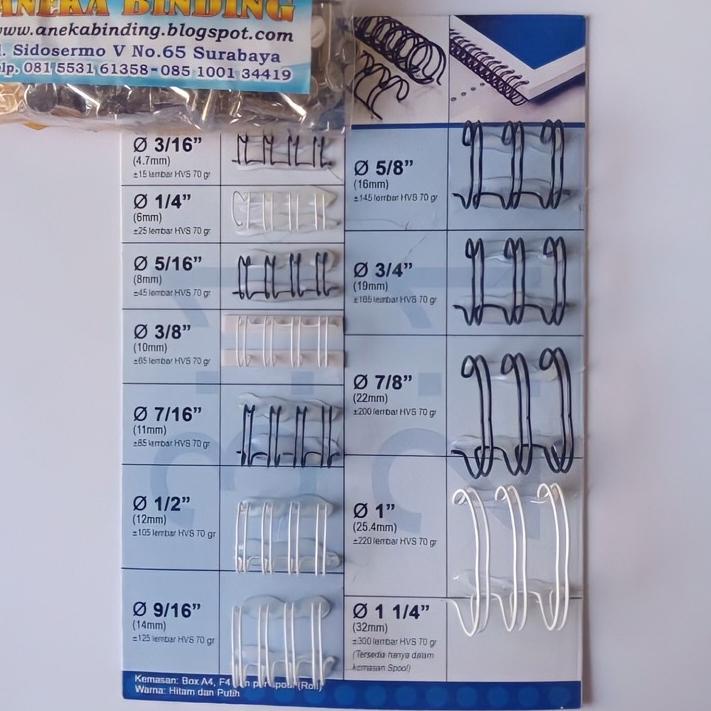 ANEKA BINDING
www.anekabinding.blogspot.com
l. Sidosermo V No.65 Surabaya
elp. 081 5531 61358-085 1001 34419
Ø 3/16”
(4.7mm)
±15 lembar HVS 70 gr
Ø 1/4”
(6mm)
±25 lembar HVS 70 gr
Ø 5/16”
(8mm)
±45 lembar HVS 70 gr
Ø 3/8”
(10mm)
±65 lembar HVS 70 gr
Ø 7/16”
(11mm)
±85 lembar HVS 70 gr
Ø 1/2”
(12mm)
±105 lembar HVS 70 gr
Ø 9/16”
(14mm)
±125 lembar HVS 70 gr
Kemasan: Box A4, F4 per spool (Roll)
Warna: Hitam dan Putih
Ø 5/8”
(16mm)
±145 lembar HVS 70 gr
Ø 3/4”
(19mm)
±165 lembar HVS 70 gr
Ø 7/8”
(22mm)
±200 lembar HVS 70 gr
Ø 1”
(25.4mm)
±220 lembar HVS 70 gr
Ø 1 1/4”
(32mm)
±300 lembar HVS 70 gr
(Tersedia hanya dalam
kemasan Spool)